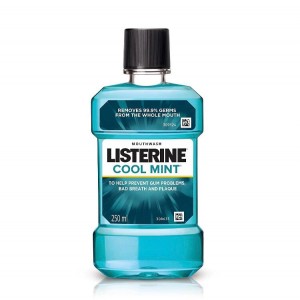 REMOVES 99.9% GERMS
FROM THE WHOLE MOUTH
MOUTHWASH
LISTERINE
COOL MINT
TO HELP PREVENT GUM PROBLEMS,
BAD BREATH AND PLAQUE
250 ml